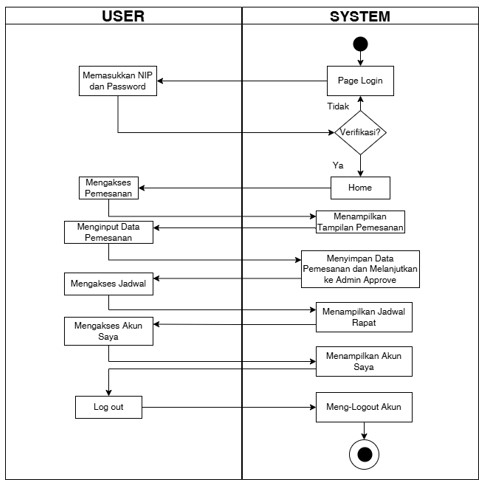 USER
SYSTEM
Page Login
Memasukkan NIP
dan Password
Tidak
Verifikasi?
Ya
Home
Mengakses
Pemesanan
Menampilkan
Tampilan Pemesanan
Menginput Data
Pemesanan
Menyimpan Data
Pemesanan dan Melanjutkan
ke Admin Approve
Mengakses Jadwal
Menampilkan Jadwal
Rapat
Mengakses Akun
Saya
Menampilkan Akun
Saya
Log out
Meng-Logout Akun